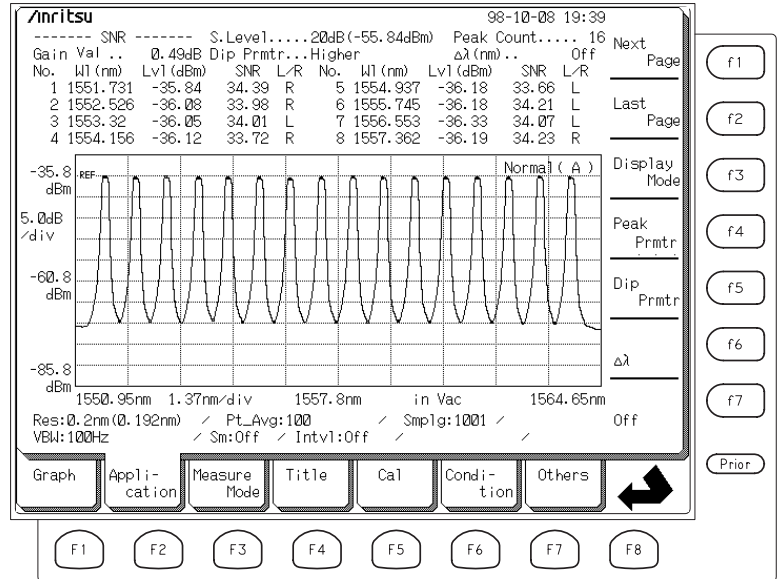 Anritsu 98-10-08 19:39
------- SNR ------- S.Level.....20dB(-55.84dBm) Peak Count..... 16
Gain Val .. 0.49dB Dip Prmtr...Higher Δλ(nm).. Off
No. Wl(nm) Lvl(dBm) SNR L/R No. Wl(nm) Lvl(dBm) SNR L/R
1 1551.731 -35.84 34.39 R 5 1554.937 -36.18 33.66 L
2 1552.526 -36.08 33.98 R 6 1555.745 -36.18 34.21 L
3 1553.32 -36.05 34.01 L 7 1556.553 -36.33 34.07 L
4 1554.156 -36.12 33.72 R 8 1557.362 -36.19 34.23 R
Normal( A )
-35.8
REF
dBm
5.0dB
/div
-60.8
dBm
-85.8
dBm
1550.95nm 1.37nm/div 1557.8nm in Vac 1564.65nm
Res:0.2nm(0.192nm) / Pt_Avg:100 / Smplg:1001 /
VBW:100Hz / Sm:Off / Intvl:Off / /
Next
Page
Last
Page
Display
Mode
Peak
Prmtr
Dip
Prmtr
Δλ
Off
f1
f2
f3
f4
f5
f6
f7
Prior
Graph
Appli-
cation
Measure
Mode
Title
Cal
Condi-
tion
Others
F1 F2 F3 F4 F5 F6 F7 F8